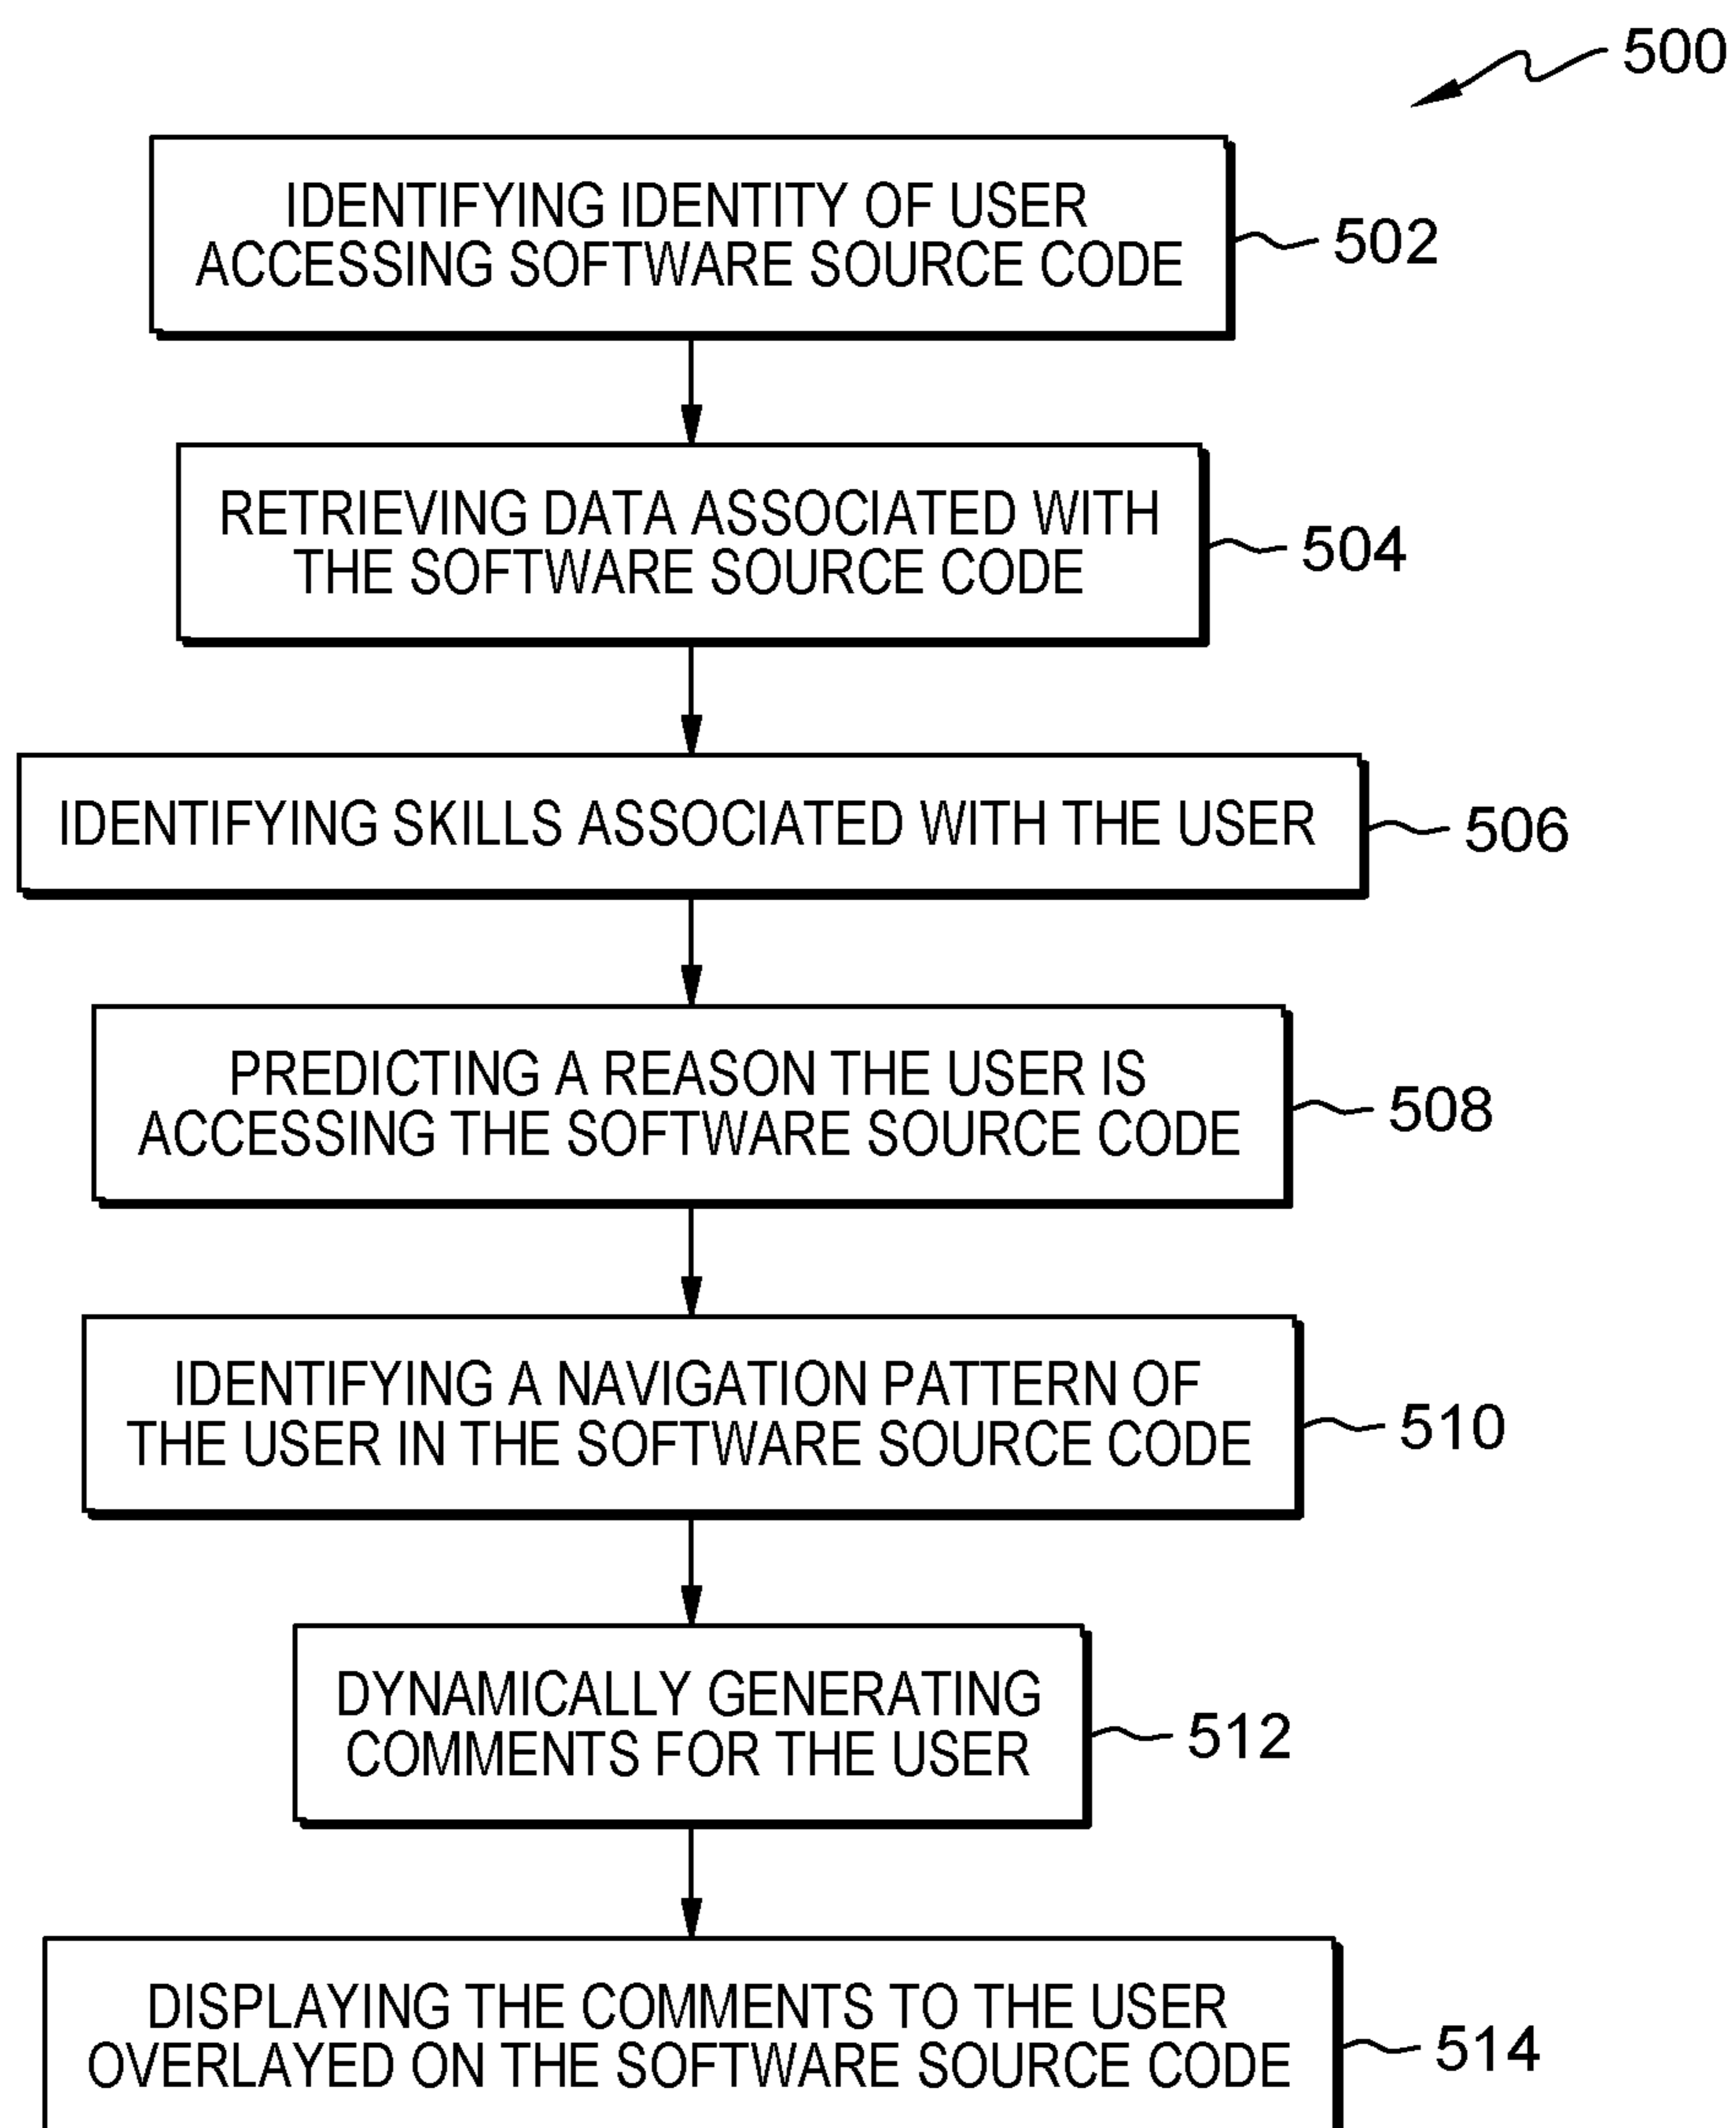 500
IDENTIFYING IDENTITY OF USER
ACCESSING SOFTWARE SOURCE CODE
502
RETRIEVING DATA ASSOCIATED WITH
THE SOFTWARE SOURCE CODE
504
IDENTIFYING SKILLS ASSOCIATED WITH THE USER
506
PREDICTING A REASON THE USER IS
ACCESSING THE SOFTWARE SOURCE CODE
508
IDENTIFYING A NAVIGATION PATTERN OF
THE USER IN THE SOFTWARE SOURCE CODE
510
DYNAMICALLY GENERATING
COMMENTS FOR THE USER
512
DISPLAYING THE COMMENTS TO THE USER
OVERLAYED ON THE SOFTWARE SOURCE CODE
514